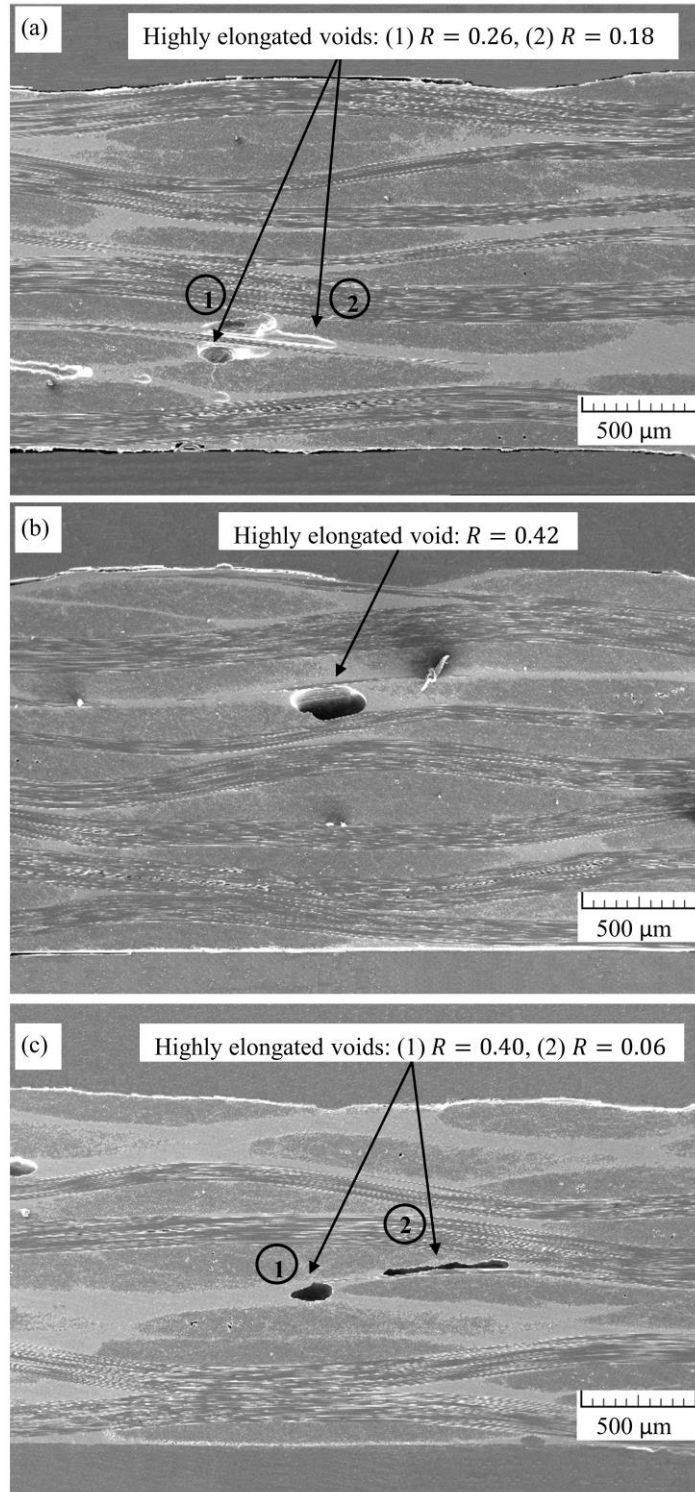 (a)
Highly elongated voids: (1) R = 0.26, (2) R = 0.18
1
2
500 μm
(b)
Highly elongated void: R = 0.42
500 μm
(c)
Highly elongated voids: (1) R = 0.40, (2) R = 0.06
2
1
500 μm